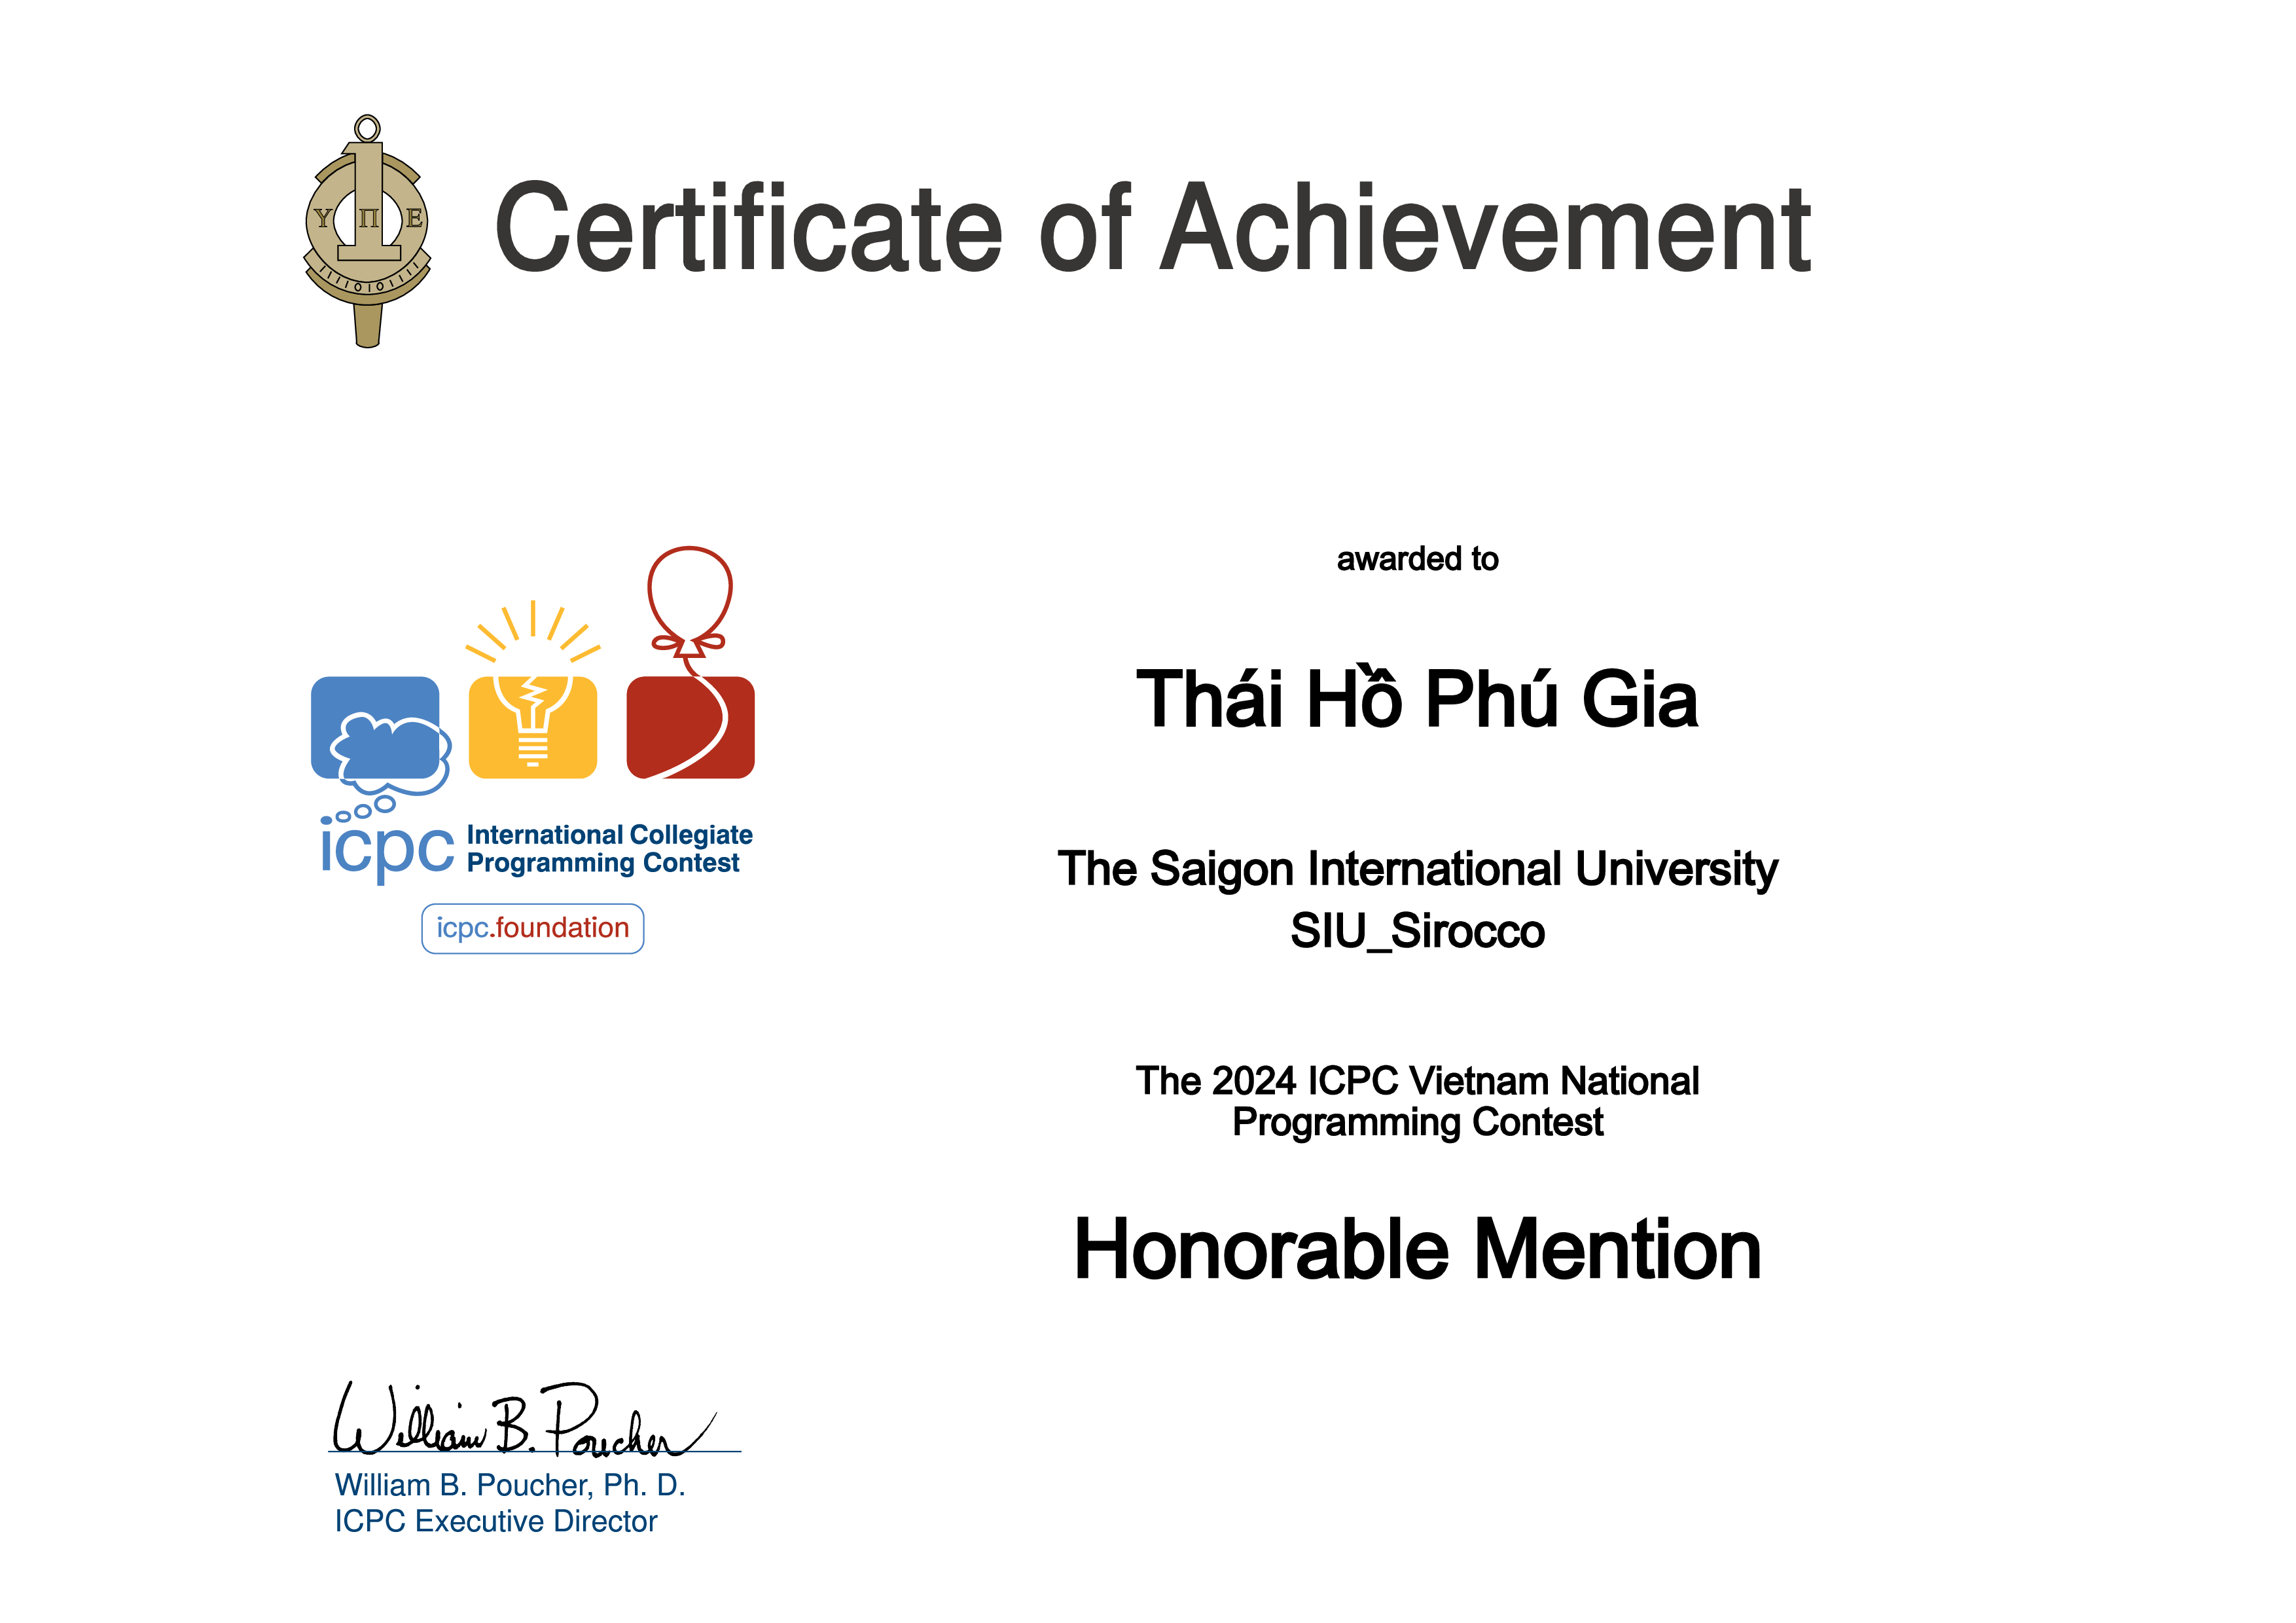 Certificate of Achievement
Υ Π Ε
awarded to
Thái Hồ Phú Gia
The Saigon International University
SIU_Sirocco
icpc International Collegiate
Programming Contest
icpc.foundation
The 2024 ICPC Vietnam National
Programming Contest
Honorable Mention
William B. Poucher
William B. Poucher, Ph. D.
ICPC Executive Director